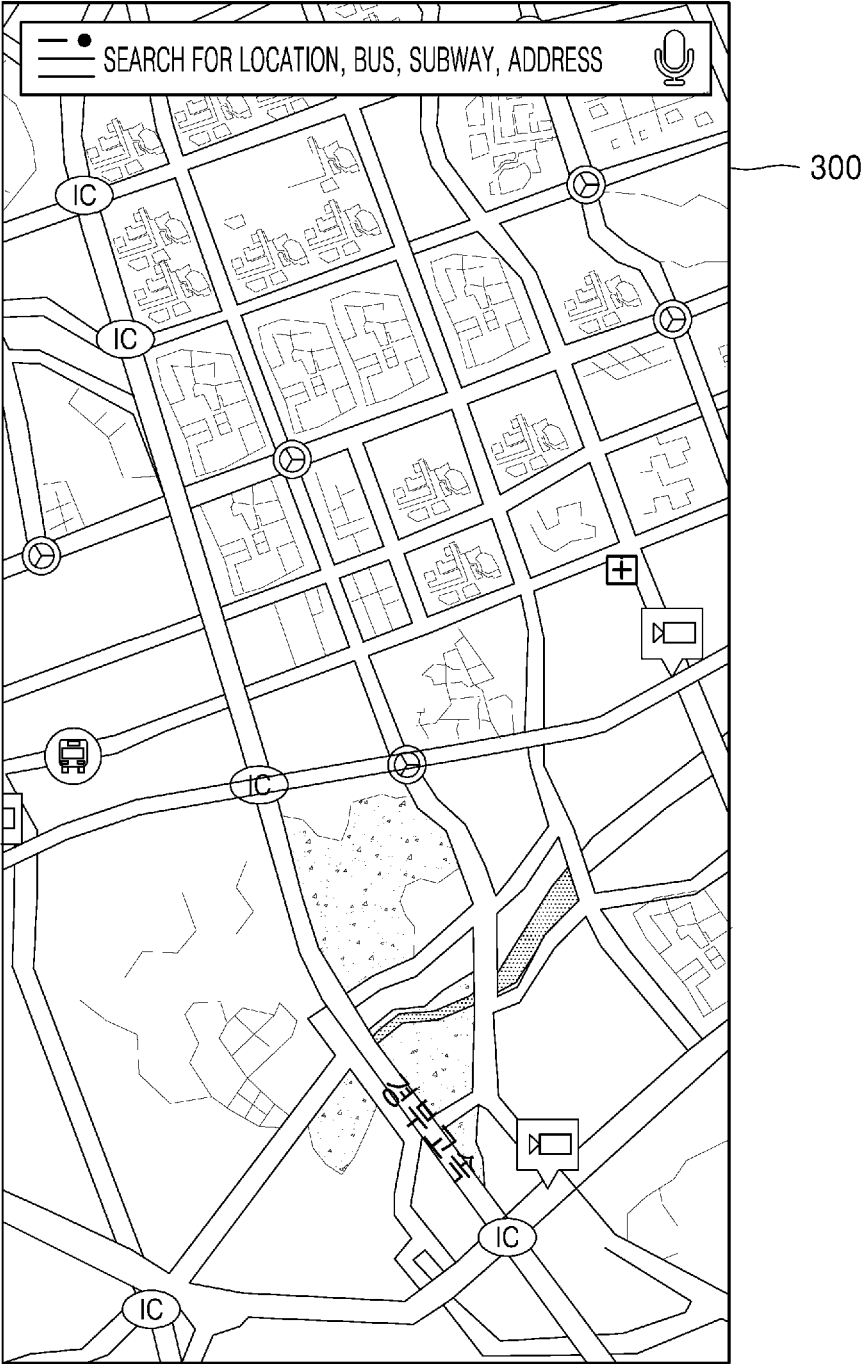 SEARCH FOR LOCATION, BUS, SUBWAY, ADDRESS
300
IC
IC
IC
경부고속
IC
IC